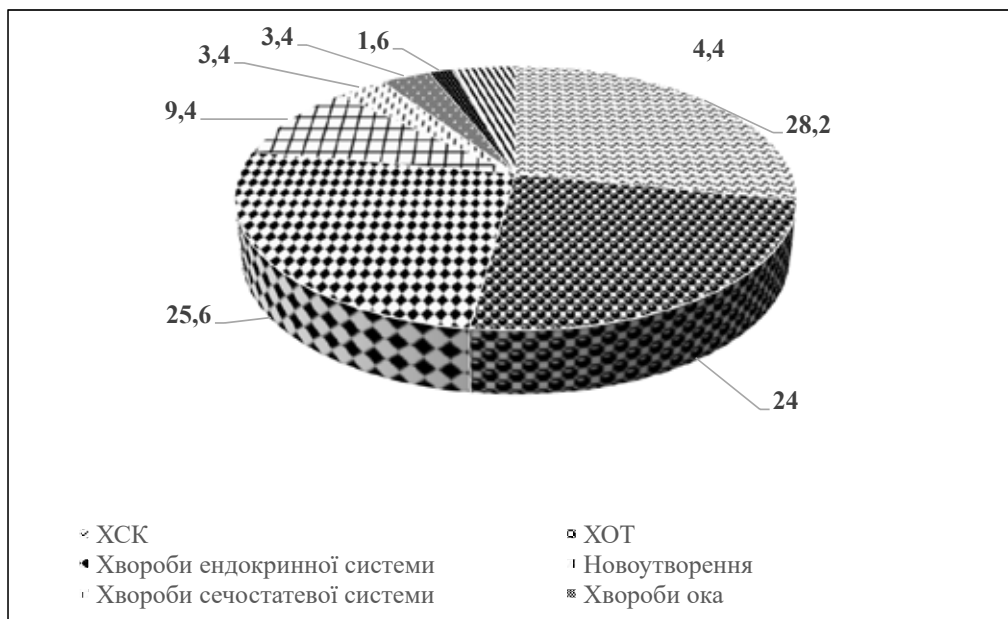 3,4
1,6
4,4
3,4
9,4
28,2
25,6
24
ХСК
ХОТ
Хвороби ендокринної системи
Новоутворення
Хвороби сечостатевої системи
Хвороби ока